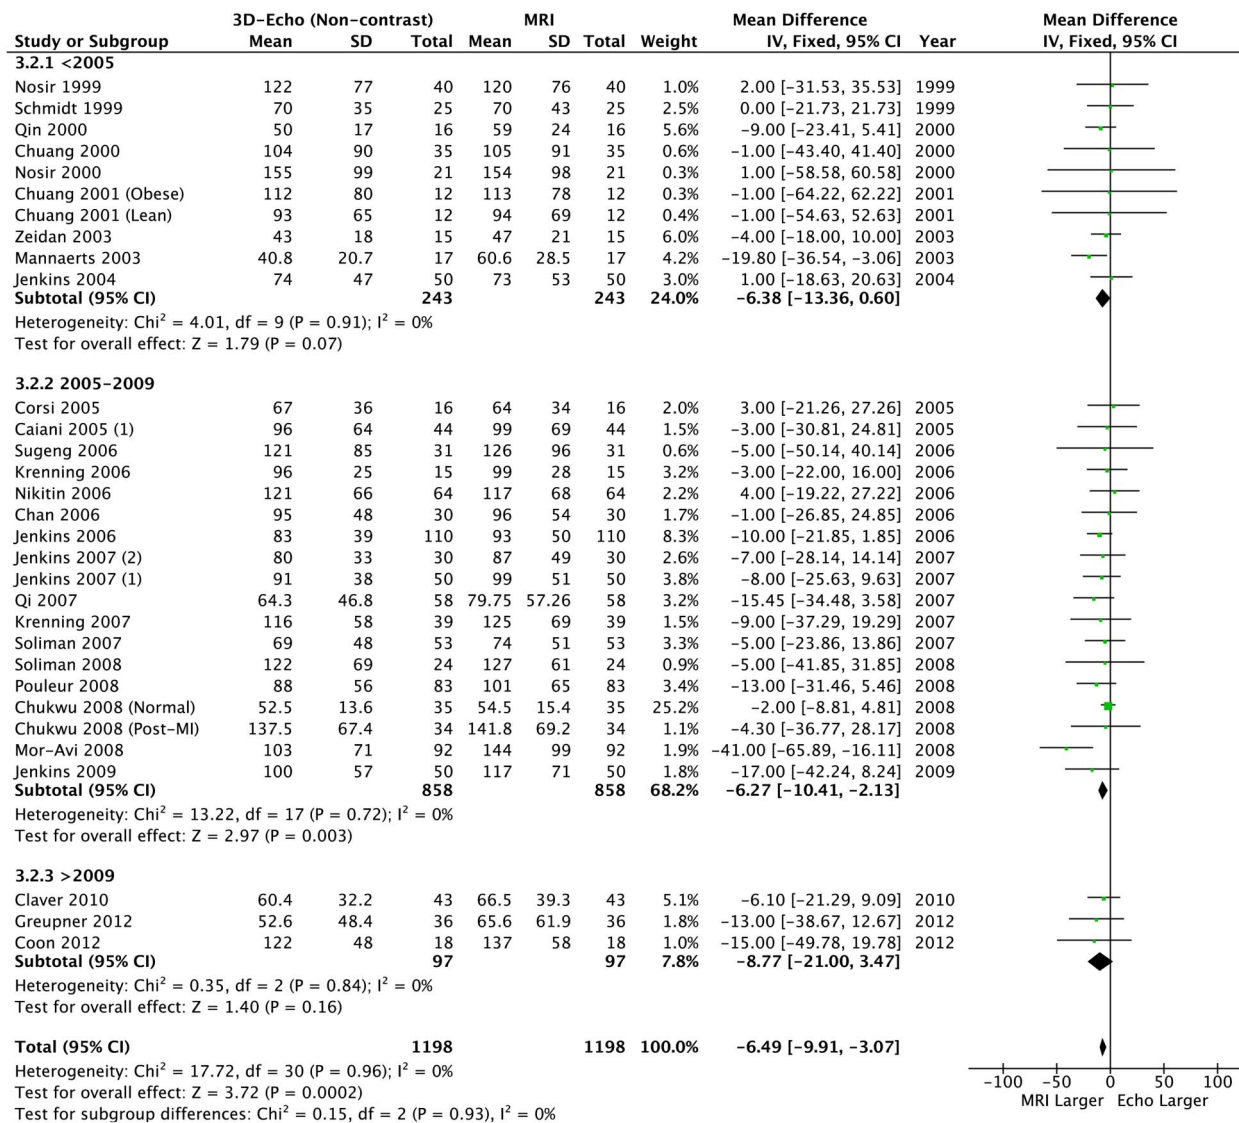 3D-Echo (Non-contrast) MRI Mean Difference Mean Difference
Study or Subgroup Mean SD Total Mean SD Total Weight IV, Fixed, 95% CI Year IV, Fixed, 95% CI
3.2.1 <2005
Nosir 1999 122 77 40 120 76 40 1.0% 2.00 [-31.53, 35.53] 1999
Schmidt 1999 70 35 25 70 43 25 2.5% 0.00 [-21.73, 21.73] 1999
Qin 2000 50 17 16 59 24 16 5.6% -9.00 [-23.41, 5.41] 2000
Chuang 2000 104 90 35 105 91 35 0.6% -1.00 [-43.40, 41.40] 2000
Nosir 2000 155 99 21 154 98 21 0.3% 1.00 [-58.58, 60.58] 2000
Chuang 2001 (Obese) 112 80 12 113 78 12 0.3% -1.00 [-64.22, 62.22] 2001
Chuang 2001 (Lean) 93 65 12 94 69 12 0.4% -1.00 [-54.63, 52.63] 2001
Zeidan 2003 43 18 15 47 21 15 6.0% -4.00 [-18.00, 10.00] 2003
Mannaerts 2003 40.8 20.7 17 60.6 28.5 17 4.2% -19.80 [-36.54, -3.06] 2003
Jenkins 2004 74 47 50 73 53 50 3.0% 1.00 [-18.63, 20.63] 2004
Subtotal (95% CI) 243 243 24.0% -6.38 [-13.36, 0.60]
Heterogeneity: Chi² = 4.01, df = 9 (P = 0.91); I² = 0%
Test for overall effect: Z = 1.79 (P = 0.07)
3.2.2 2005-2009
Corsi 2005 67 36 16 64 34 16 2.0% 3.00 [-21.26, 27.26] 2005
Caiani 2005 (1) 96 64 44 99 69 44 1.5% -3.00 [-30.81, 24.81] 2005
Sugeng 2006 121 85 31 126 96 31 0.6% -5.00 [-50.14, 40.14] 2006
Krenning 2006 96 25 15 99 28 15 3.2% -3.00 [-22.00, 16.00] 2006
Nikitin 2006 121 66 64 117 68 64 2.2% 4.00 [-19.22, 27.22] 2006
Chan 2006 95 48 30 96 54 30 1.7% -1.00 [-26.85, 24.85] 2006
Jenkins 2006 83 39 110 93 50 110 8.3% -10.00 [-21.85, 1.85] 2006
Jenkins 2007 (2) 80 33 30 87 49 30 2.6% -7.00 [-28.14, 14.14] 2007
Jenkins 2007 (1) 91 38 50 99 51 50 3.8% -8.00 [-25.63, 9.63] 2007
Qi 2007 64.3 46.8 58 79.75 57.26 58 3.2% -15.45 [-34.48, 3.58] 2007
Krenning 2007 116 58 39 125 69 39 1.5% -9.00 [-37.29, 19.29] 2007
Soliman 2007 69 48 53 74 51 53 3.3% -5.00 [-23.86, 13.86] 2007
Soliman 2008 122 69 24 127 61 24 0.9% -5.00 [-41.85, 31.85] 2008
Pouleur 2008 88 56 83 101 65 83 3.4% -13.00 [-31.46, 5.46] 2008
Chukwu 2008 (Normal) 52.5 13.6 35 54.5 15.4 35 25.2% -2.00 [-8.81, 4.81] 2008
Chukwu 2008 (Post-MI) 137.5 67.4 34 141.8 69.2 34 1.1% -4.30 [-36.77, 28.17] 2008
Mor-Avi 2008 103 71 92 144 99 92 1.9% -41.00 [-65.89, -16.11] 2008
Jenkins 2009 100 57 50 117 71 50 1.8% -17.00 [-42.24, 8.24] 2009
Subtotal (95% CI) 858 858 68.2% -6.27 [-10.41, -2.13]
Heterogeneity: Chi² = 13.22, df = 17 (P = 0.72); I² = 0%
Test for overall effect: Z = 2.97 (P = 0.003)
3.2.3 >2009
Claver 2010 60.4 32.2 43 66.5 39.3 43 5.1% -6.10 [-21.29, 9.09] 2010
Greupner 2012 52.6 48.4 36 65.6 61.9 36 1.8% -13.00 [-38.67, 12.67] 2012
Coon 2012 122 48 18 137 58 18 1.0% -15.00 [-49.78, 19.78] 2012
Subtotal (95% CI) 97 97 7.8% -8.77 [-21.00, 3.47]
Heterogeneity: Chi² = 0.35, df = 2 (P = 0.84); I² = 0%
Test for overall effect: Z = 1.40 (P = 0.16)
Total (95% CI) 1198 1198 100.0% -6.49 [-9.91, -3.07]
Heterogeneity: Chi² = 17.72, df = 30 (P = 0.96); I² = 0%
Test for overall effect: Z = 3.72 (P = 0.0002)
Test for subgroup differences: Chi² = 0.15, df = 2 (P = 0.93), I² = 0%
-100 -50 0 50 100
MRI Larger Echo Larger